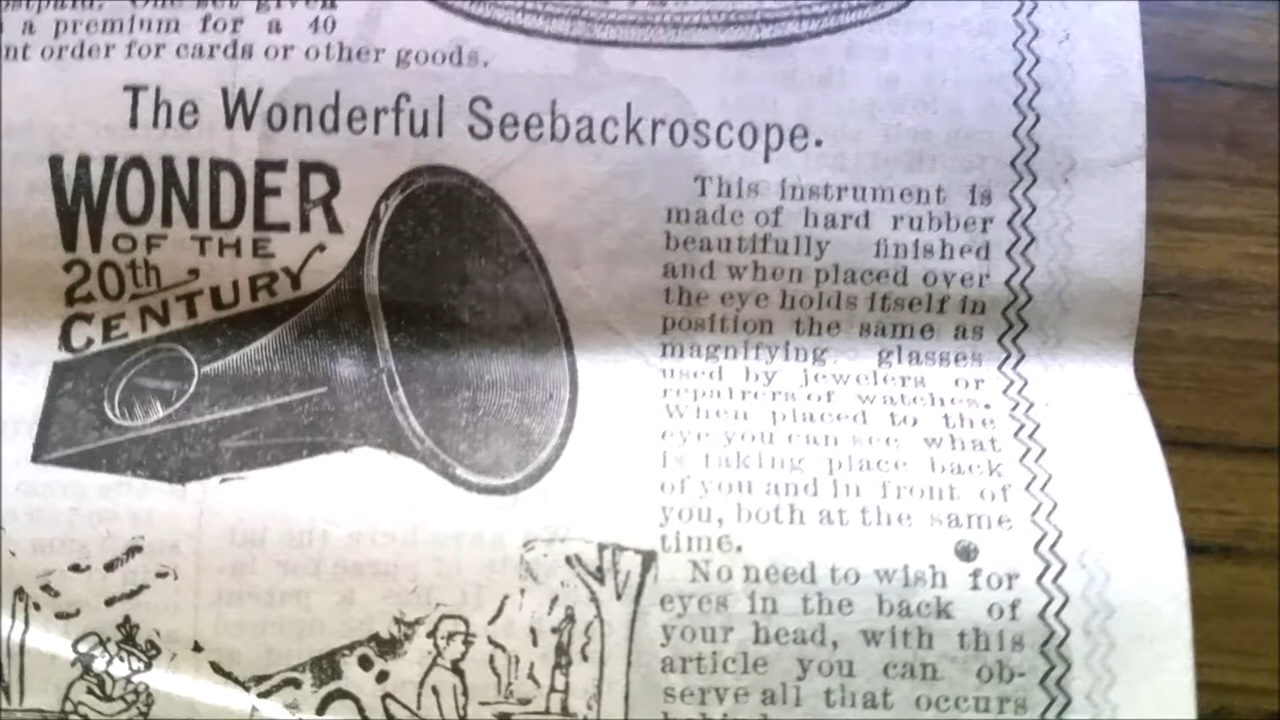 a premium for a 40
nt order for cards or other goods.
The Wonderful Seebackroscope.
WONDER
OF THE
20th
CENTURY
This instrument is
made of hard rubber
beautifully finished
and when placed over
the eye holds itself in
position the same as
magnifying glasses
used by jewelers or
repairers of watches.
When placed to the
eye you can see what
is taking place back
of you and in front of
you, both at the same
time.
No need to wish for
eyes in the back of
your head, with this
article you can ob-
serve all that occurs